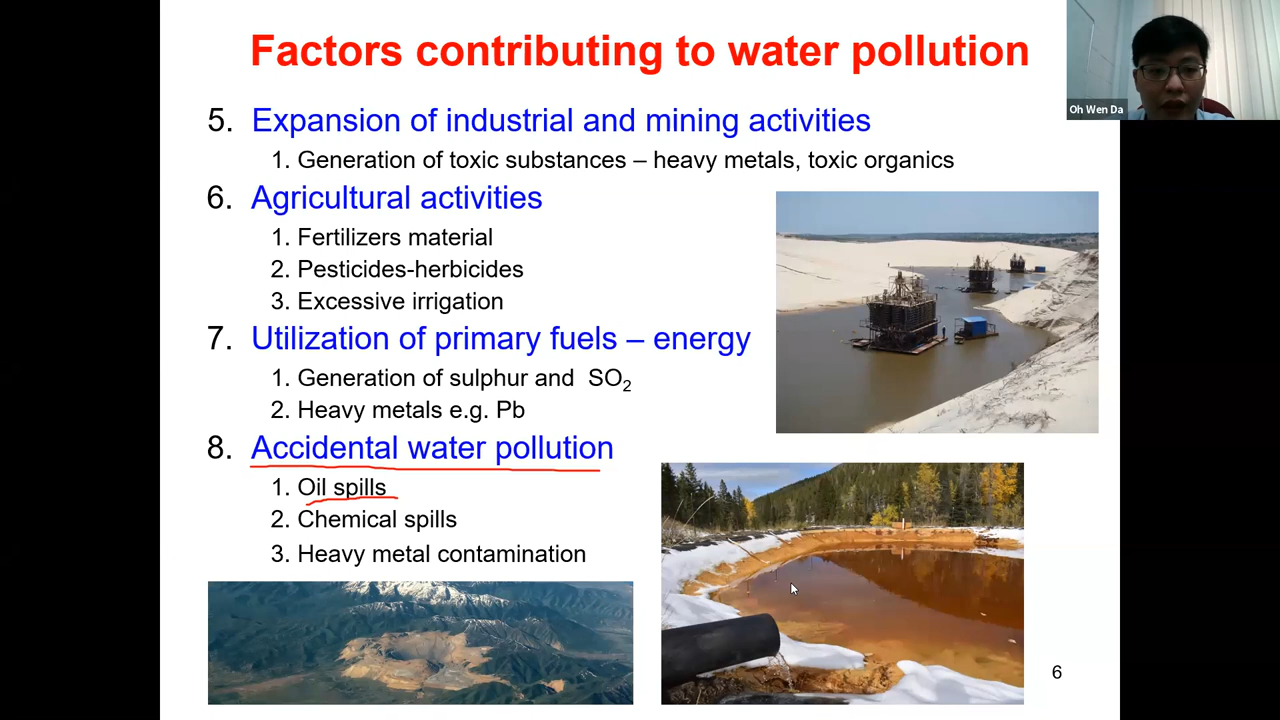 Factors contributing to water pollution
Oh Wen Da
5. Expansion of industrial and mining activities
1. Generation of toxic substances – heavy metals, toxic organics
6. Agricultural activities
1. Fertilizers material
2. Pesticides-herbicides
3. Excessive irrigation
7. Utilization of primary fuels – energy
1. Generation of sulphur and SO₂
2. Heavy metals e.g. Pb
8. Accidental water pollution
1. Oil spills
2. Chemical spills
3. Heavy metal contamination
6